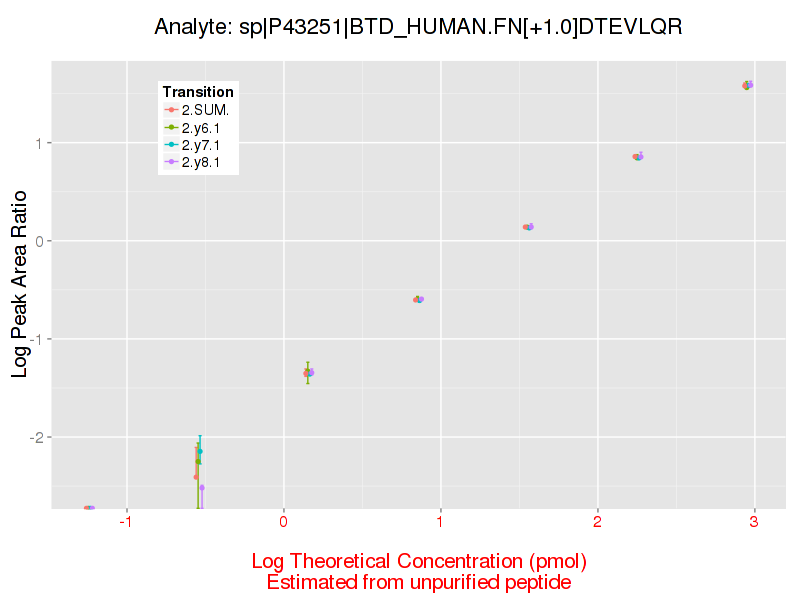 Analyte: sp|P43251|BTD_HUMAN.FN[+1.0]DTEVLQR
Transition
2.SUM.
2.y6.1
2.y7.1
2.y8.1
Log Peak Area Ratio
1
0
-1
-2
-1 0 1 2 3
Log Theoretical Concentration (pmol)
Estimated from unpurified peptide